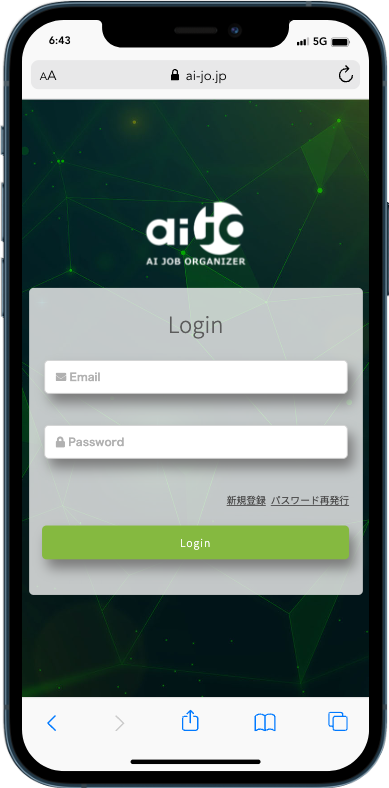 6:43
5G
AA
ai-jo.jp
aijo
AI JOB ORGANIZER
Login
Email
Password
新規登録 パスワード再発行
Login